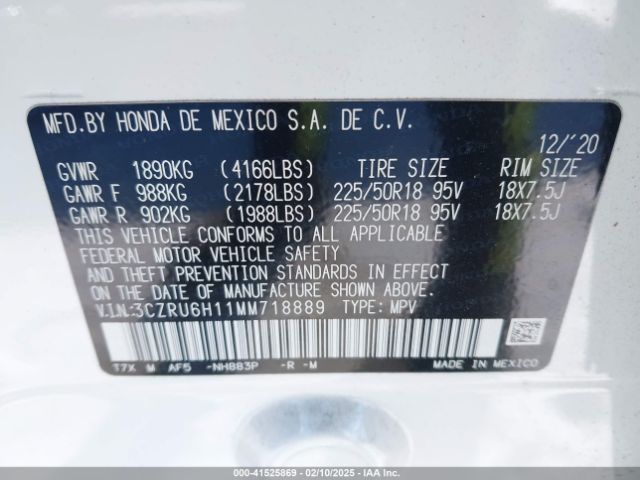 MFD.BY HONDA DE MEXICO S.A. DE C.V.
12/'20
GVWR 1890KG (4166LBS) TIRE SIZE RIM SIZE
GAWR F 988KG (2178LBS) 225/50R18 95V 18X7.5J
GAWR R 902KG (1988LBS) 225/50R18 95V 18X7.5J
THIS VEHICLE CONFORMS TO ALL APPLICABLE
FEDERAL MOTOR VEHICLE SAFETY
AND THEFT PREVENTION STANDARDS IN EFFECT
ON THE DATE OF MANUFACTURE SHOWN ABOVE.
V.I.N:3CZRU6H11MM718889 TYPE: MPV
T7X M AF5 -NH883P -R -M MADE IN MEXICO
000-41525869 - 02/10/2025 - IAA Inc.